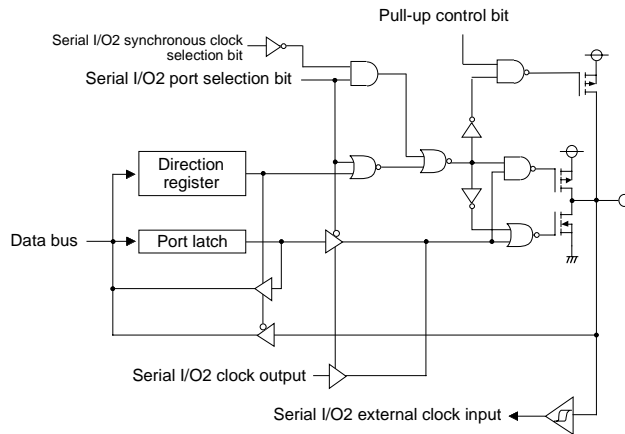 Pull-up control bit
Serial I/O2 synchronous clock
selection bit
Serial I/O2 port selection bit
Direction
register
Data bus
Port latch
Serial I/O2 clock output
Serial I/O2 external clock input